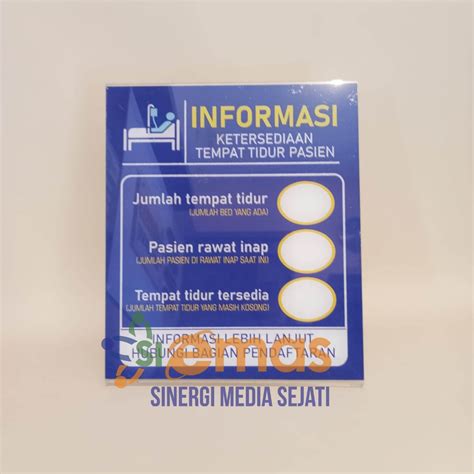 INFORMASI
KETERSEDIAAN
TEMPAT TIDUR PASIEN
Jumlah tempat tidur
(JUMLAH BED YANG ADA)
Pasien rawat inap
(JUMLAH PASIEN DI RAWAT INAP SAAT INI)
Tempat tidur tersedia
(JUMLAH TEMPAT TIDUR YANG MASIH KOSONG)
INFORMASI LEBIH LANJUT
HUBUNGI BAGIAN PENDAFTARAN
si emas
SINERGI MEDIA SEJATI